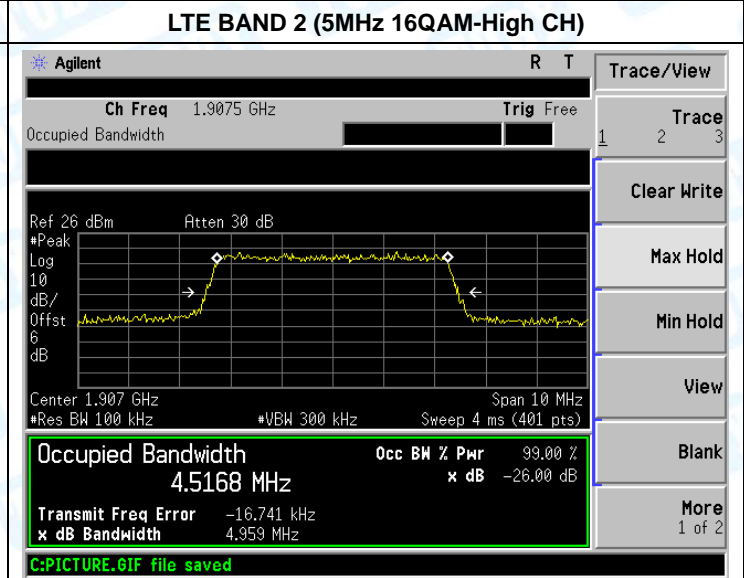 LTE BAND 2 (5MHz 16QAM-High CH)
Agilent R T
Trace/View
Ch Freq 1.9075 GHz Trig Free
Occupied Bandwidth
Trace
1 2 3
Clear Write
Ref 26 dBm Atten 30 dB
#Peak
Log
10
dB/
Offst
6
dB
Max Hold
Min Hold
Center 1.907 GHz Span 10 MHz
#Res BW 100 kHz #VBW 300 kHz Sweep 4 ms (401 pts)
View
Occupied Bandwidth Occ BW % Pwr 99.00 %
4.5168 MHz x dB -26.00 dB
Blank
Transmit Freq Error -16.741 kHz
x dB Bandwidth 4.959 MHz
More
1 of 2
C:PICTURE.GIF file saved